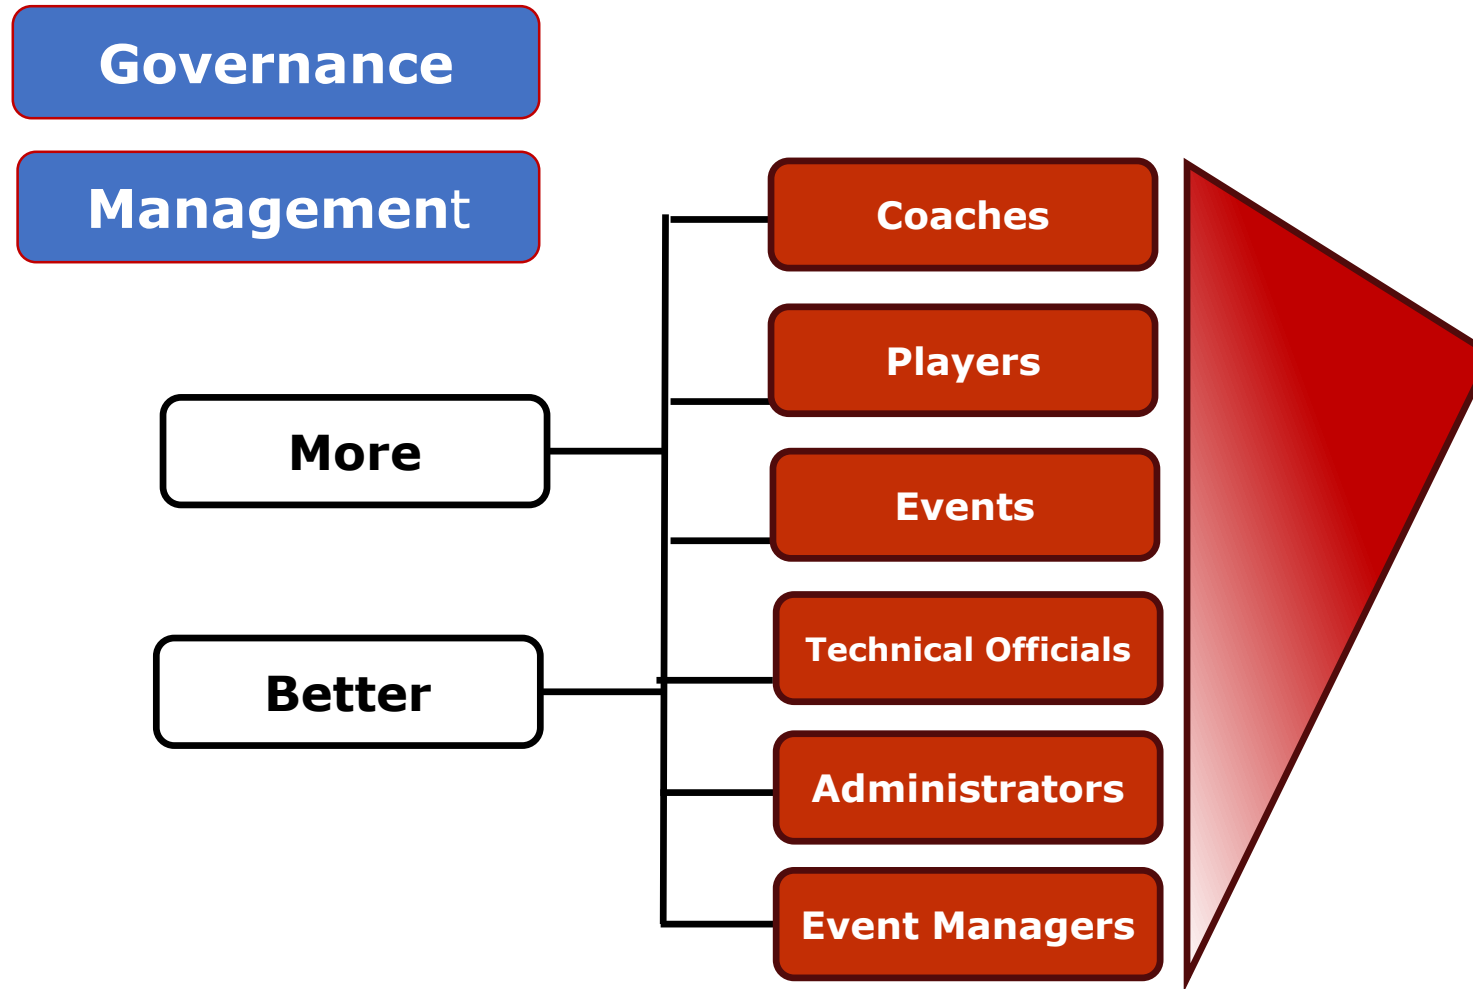 Governance
Management
Coaches
Players
More
Events
Technical Officials
Better
Administrators
Event Managers